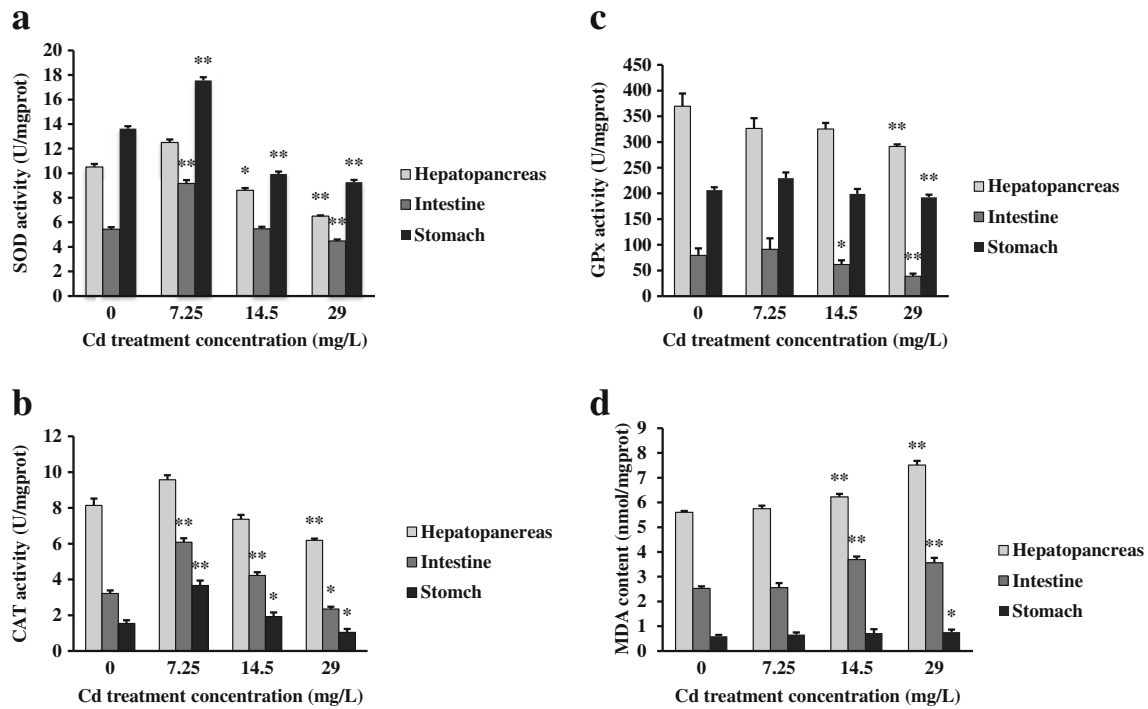 a
SOD activity (U/mgprot)
20
18
16
14
12
10
8
6
4
2
0
**
**
*
**
**
**
**
0 7.25 14.5 29
Cd treatment concentration (mg/L)
Hepatopancreas
Intestine
Stomach
c
GPx activity (U/mgprot)
450
400
350
300
250
200
150
100
50
0
*
**
**
**
0 7.25 14.5 29
Cd treatment concentration (mg/L)
Hepatopancreas
Intestine
Stomach
b
CAT activity (U/mgprot)
12
10
8
6
4
2
0
**
**
**
*
**
*
*
0 7.25 14.5 29
Cd treatment concentration (mg/L)
Hepatopanereas
Intestine
Stomch
d
MDA content (nmol/mgprot)
9
8
7
6
5
4
3
2
1
0
**
**
**
**
*
0 7.25 14.5 29
Cd treatment concentration (mg/L)
Hepatopancreas
Intestine
Stomach